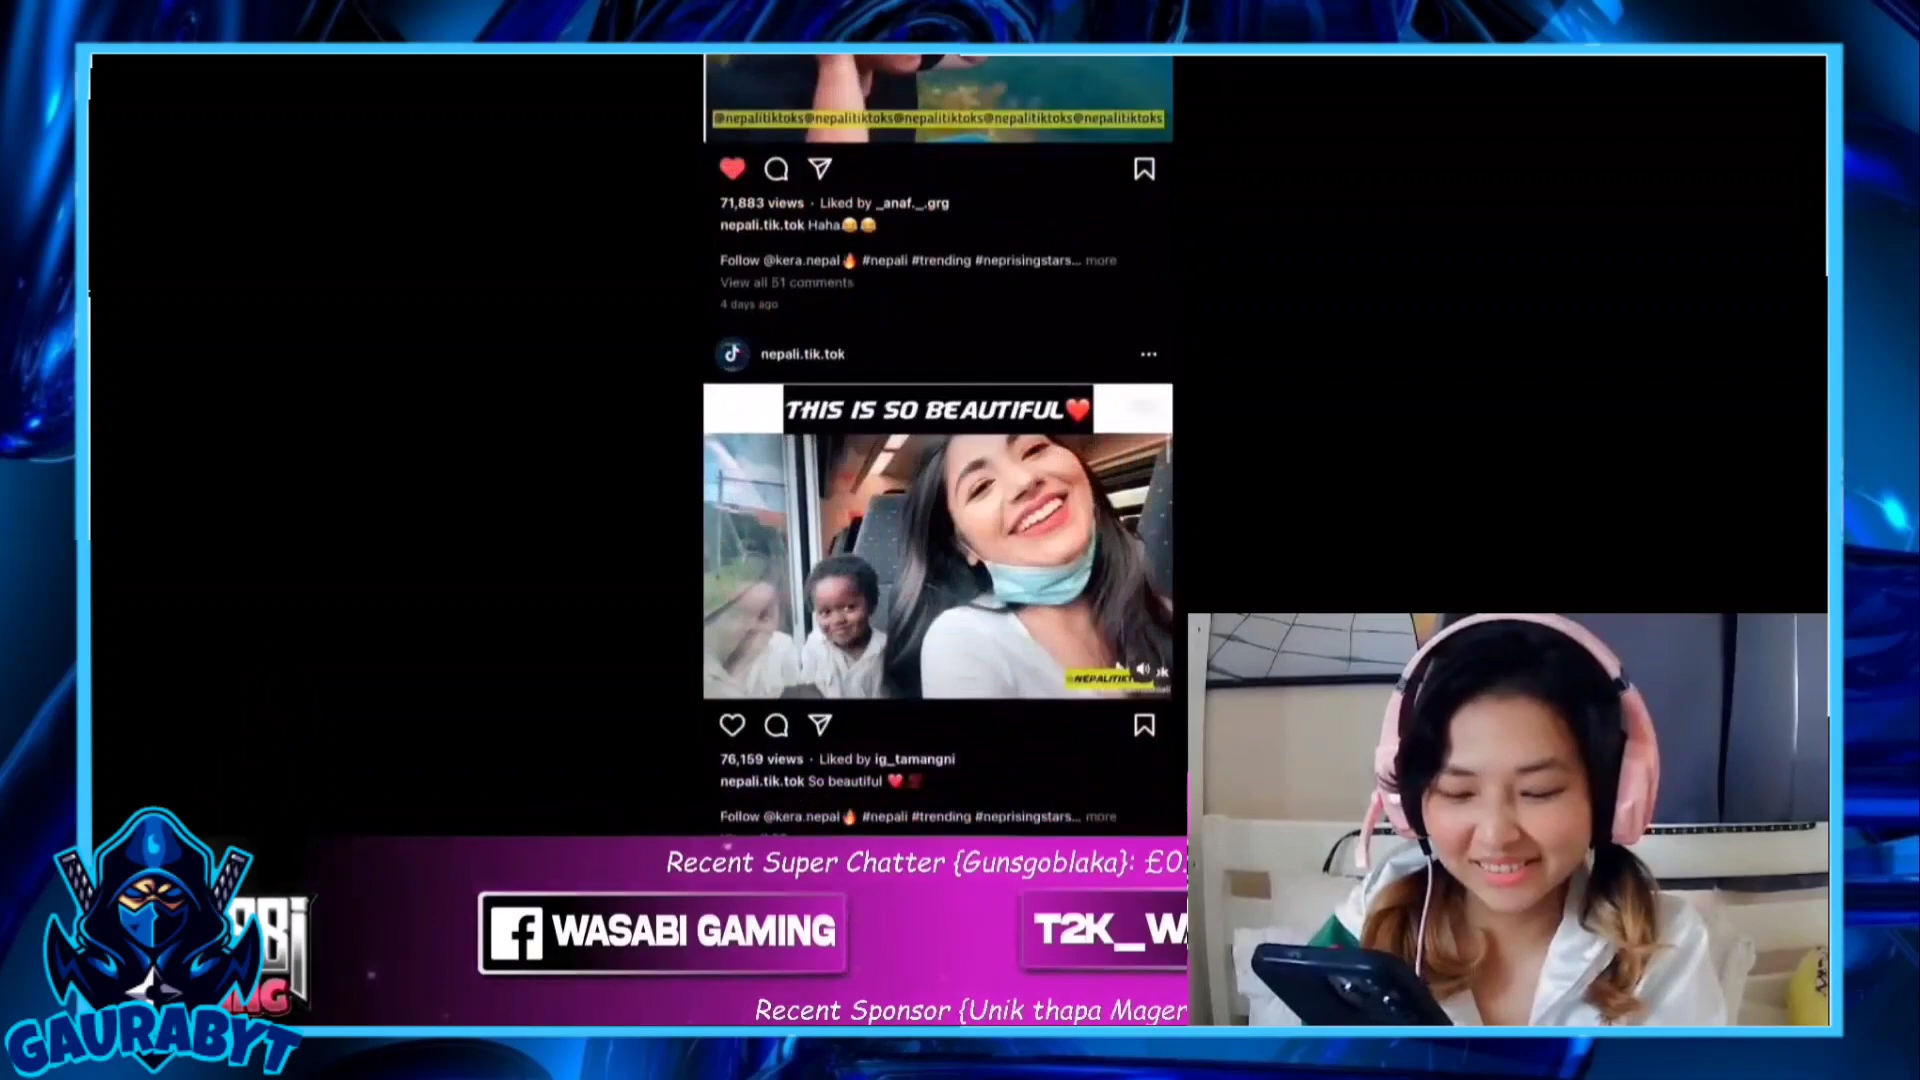 @nepalitiktoks@nepalitiktoks@nepalitiktoks@nepalitiktoks@nepalitiktoks
71,883 views · Liked by _anaf._.grg
nepali.tik.tok Haha😂😂
Follow @kera.nepal🔥 #nepali #trending #neprisingstars... more
View all 51 comments
4 days ago
nepali.tik.tok
THIS IS SO BEAUTIFUL❤️
76,159 views · Liked by ig_tamangni
nepali.tik.tok So beautiful ❤️💯
Follow @kera.nepal🔥 #nepali #trending #neprisingstars... more
Recent Super Chatter {Gunsgoblaka}: £0
WASABI GAMING
T2K_W
Recent Sponsor {Unik thapa Mager
GAURABYT